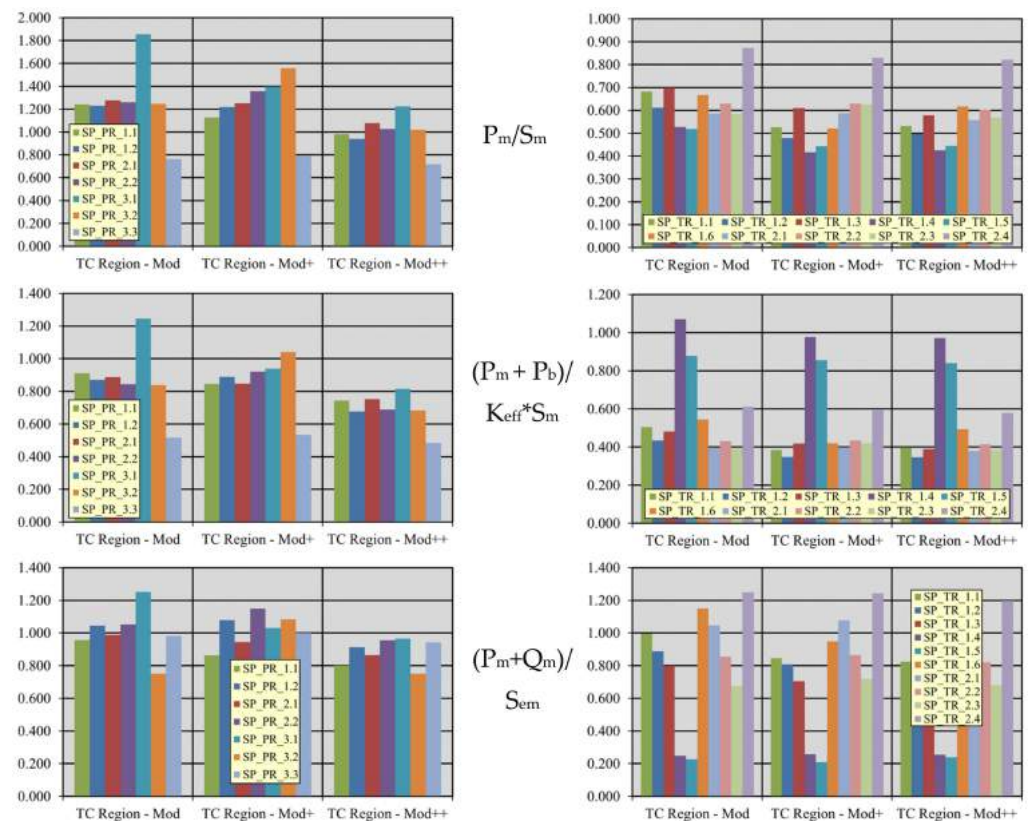 2.000
1.800
1.600
1.400
1.200
1.000
0.800
0.600
0.400
0.200
0.000
SP_PR_1.1
SP_PR_1.2
SP_PR_2.1
SP_PR_2.2
SP_PR_3.1
SP_PR_3.2
SP_PR_3.3
TC Region - Mod TC Region - Mod+ TC Region - Mod++
Pm/Sm
1.000
0.900
0.800
0.700
0.600
0.500
0.400
0.300
0.200
0.100
0.000
SP_TR_1.1 SP_TR_1.2 SP_TR_1.3 SP_TR_1.4 SP_TR_1.5
SP_TR_1.6 SP_TR_2.1 SP_TR_2.2 SP_TR_2.3 SP_TR_2.4
TC Region - Mod TC Region - Mod+ TC Region - Mod++
1.400
1.200
1.000
0.800
0.600
0.400
0.200
0.000
SP_PR_1.1
SP_PR_1.2
SP_PR_2.1
SP_PR_2.2
SP_PR_3.1
SP_PR_3.2
SP_PR_3.3
TC Region - Mod TC Region - Mod+ TC Region - Mod++
(Pm + Pb)/
Keff*Sm
1.200
1.000
0.800
0.600
0.400
0.200
0.000
SP_TR_1.1 SP_TR_1.2 SP_TR_1.3 SP_TR_1.4 SP_TR_1.5
SP_TR_1.6 SP_TR_2.1 SP_TR_2.2 SP_TR_2.3 SP_TR_2.4
TC Region - Mod TC Region - Mod+ TC Region - Mod++
1.400
1.200
1.000
0.800
0.600
0.400
0.200
0.000
SP_PR_1.1
SP_PR_1.2
SP_PR_2.1
SP_PR_2.2
SP_PR_3.1
SP_PR_3.2
SP_PR_3.3
TC Region - Mod TC Region - Mod+ TC Region - Mod++
(Pm+Qm)/
Sem
1.400
1.200
1.000
0.800
0.600
0.400
0.200
0.000
SP_TR_1.1
SP_TR_1.2
SP_TR_1.3
SP_TR_1.4
SP_TR_1.5
SP_TR_1.6
SP_TR_2.1
SP_TR_2.2
SP_TR_2.3
SP_TR_2.4
TC Region - Mod TC Region - Mod+ TC Region - Mod++